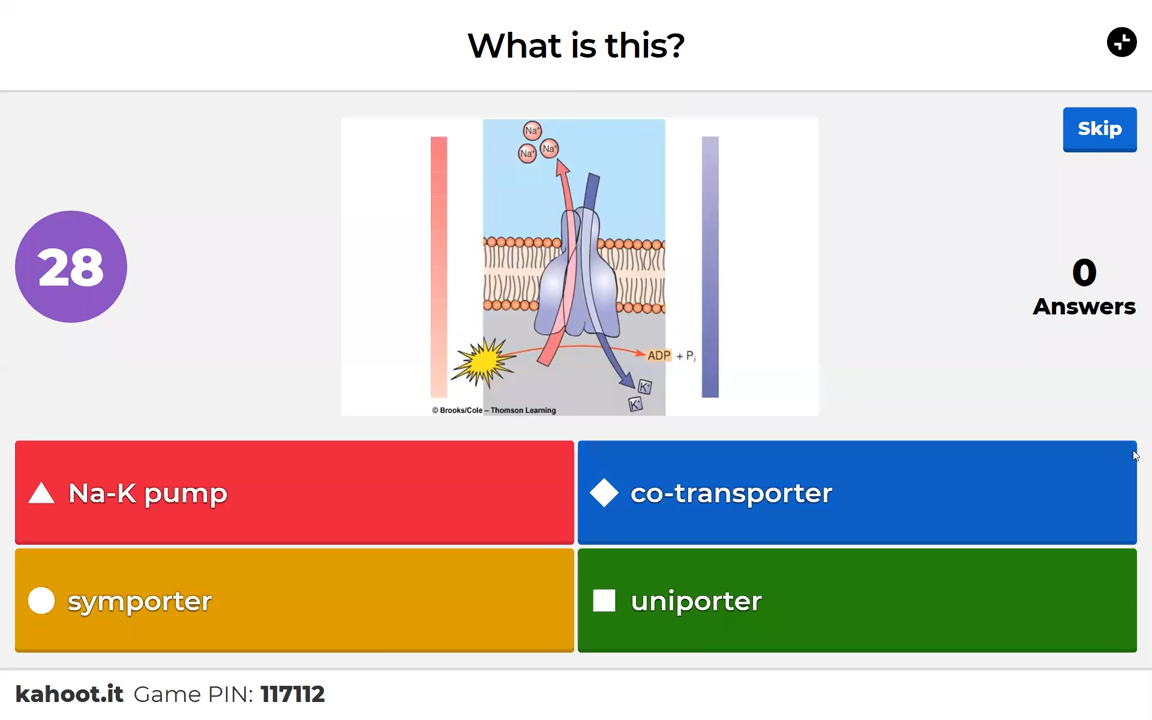 What is this?
Skip
28
Na+
Na+ Na+
0
Answers
ADP + Pi
K+
K+
© Brooks/Cole – Thomson Learning
Na-K pump
co-transporter
symporter
uniporter
kahoot.it Game PIN: 117112